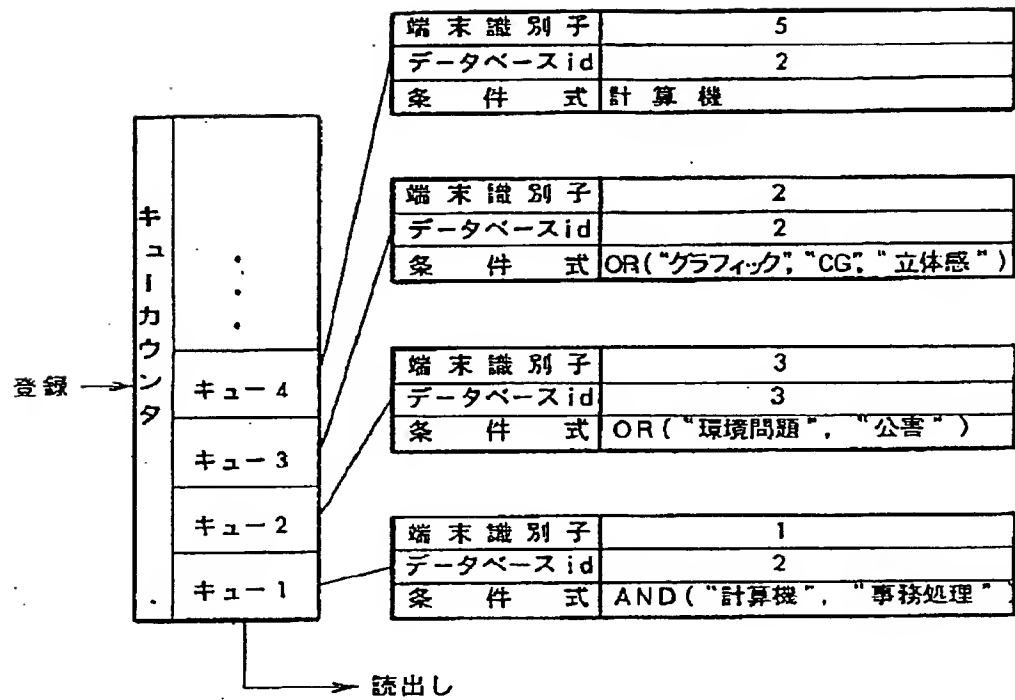 端末識別子 5
データベースid 2
条件式 計算機
端末識別子 2
データベースid 2
条件式 OR("グラフィック", "CG", "立体感")
端末識別子 3
データベースid 3
条件式 OR("環境問題", "公害")
端末識別子 1
データベースid 2
条件式 AND("計算機", "事務処理")
キューカウンタ
登録
キュー4
キュー3
キュー2
キュー1
読出し